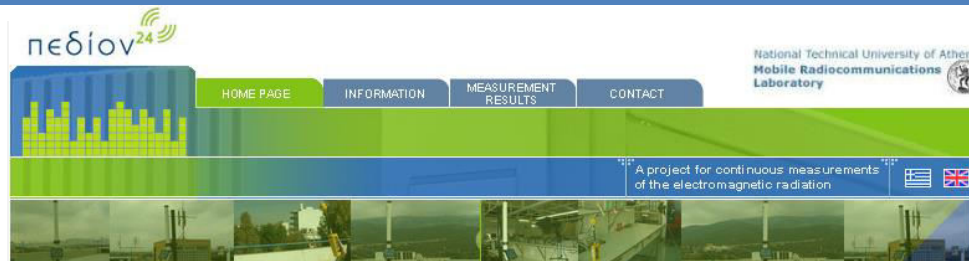 πεδίον24
National Technical University of
Mobile Radiocommunications
Laboratory
HOME PAGE
INFORMATION
MEASUREMENT
RESULTS
CONTACT
A project for continuous measurements
of the electromagnetic radiation